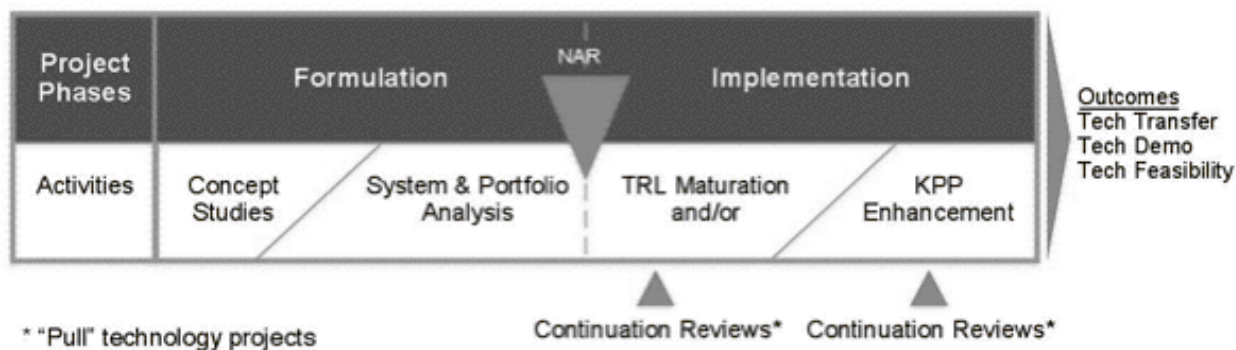 Project
Phases
Formulation
NAR
Implementation
Outcomes
Tech Transfer
Tech Demo
Tech Feasibility
Activities
Concept
Studies
System & Portfolio
Analysis
TRL Maturation
and/or
KPP
Enhancement
* "Pull" technology projects
Continuation Reviews*
Continuation Reviews*